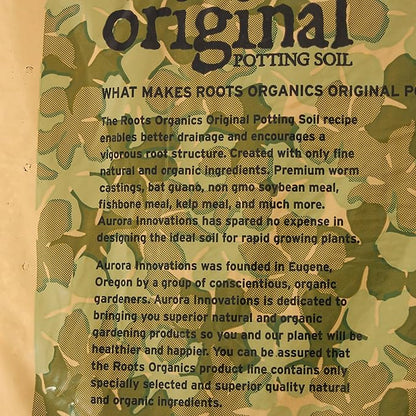 original
POTTING SOIL
WHAT MAKES ROOTS ORGANICS ORIGINAL PO
The Roots Organics Original Potting Soil recipe
enables better drainage and encourages a
vigorous root structure. Created with only fine
natural and organic ingredients. Premium worm
castings, bat guano, non gmo soybean meal,
fishbone meal, kelp meal, and much more.
Aurora Innovations has spared no expense in
designing the ideal soil for rapid growing plants.
Aurora Innovations was founded in Eugene,
Oregon by a group of conscientious, organic
gardeners. Aurora Innovations is dedicated to
bringing you superior natural and organic
gardening products so you and our planet will be
healthier and happier. You can be assured that
the Roots Organics product line contains only
specially selected and superior quality natural
and organic ingredients.